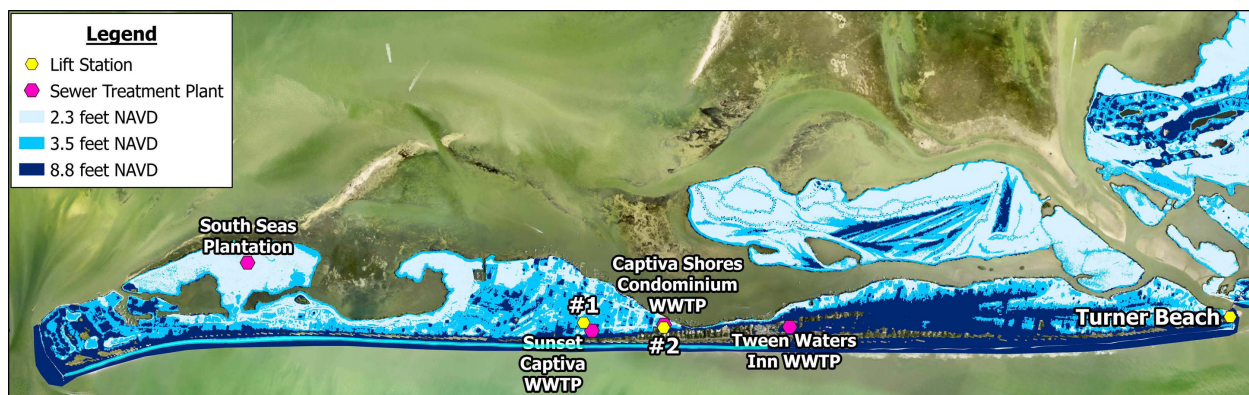 Legend
Lift Station
Sewer Treatment Plant
2.3 feet NAVD
3.5 feet NAVD
8.8 feet NAVD
South Seas
Plantation
#1
Sunset
Captiva
WWTP
Captiva Shores
Condominium
WWTP
#2
Tween Waters
Inn WWTP
Turner Beach